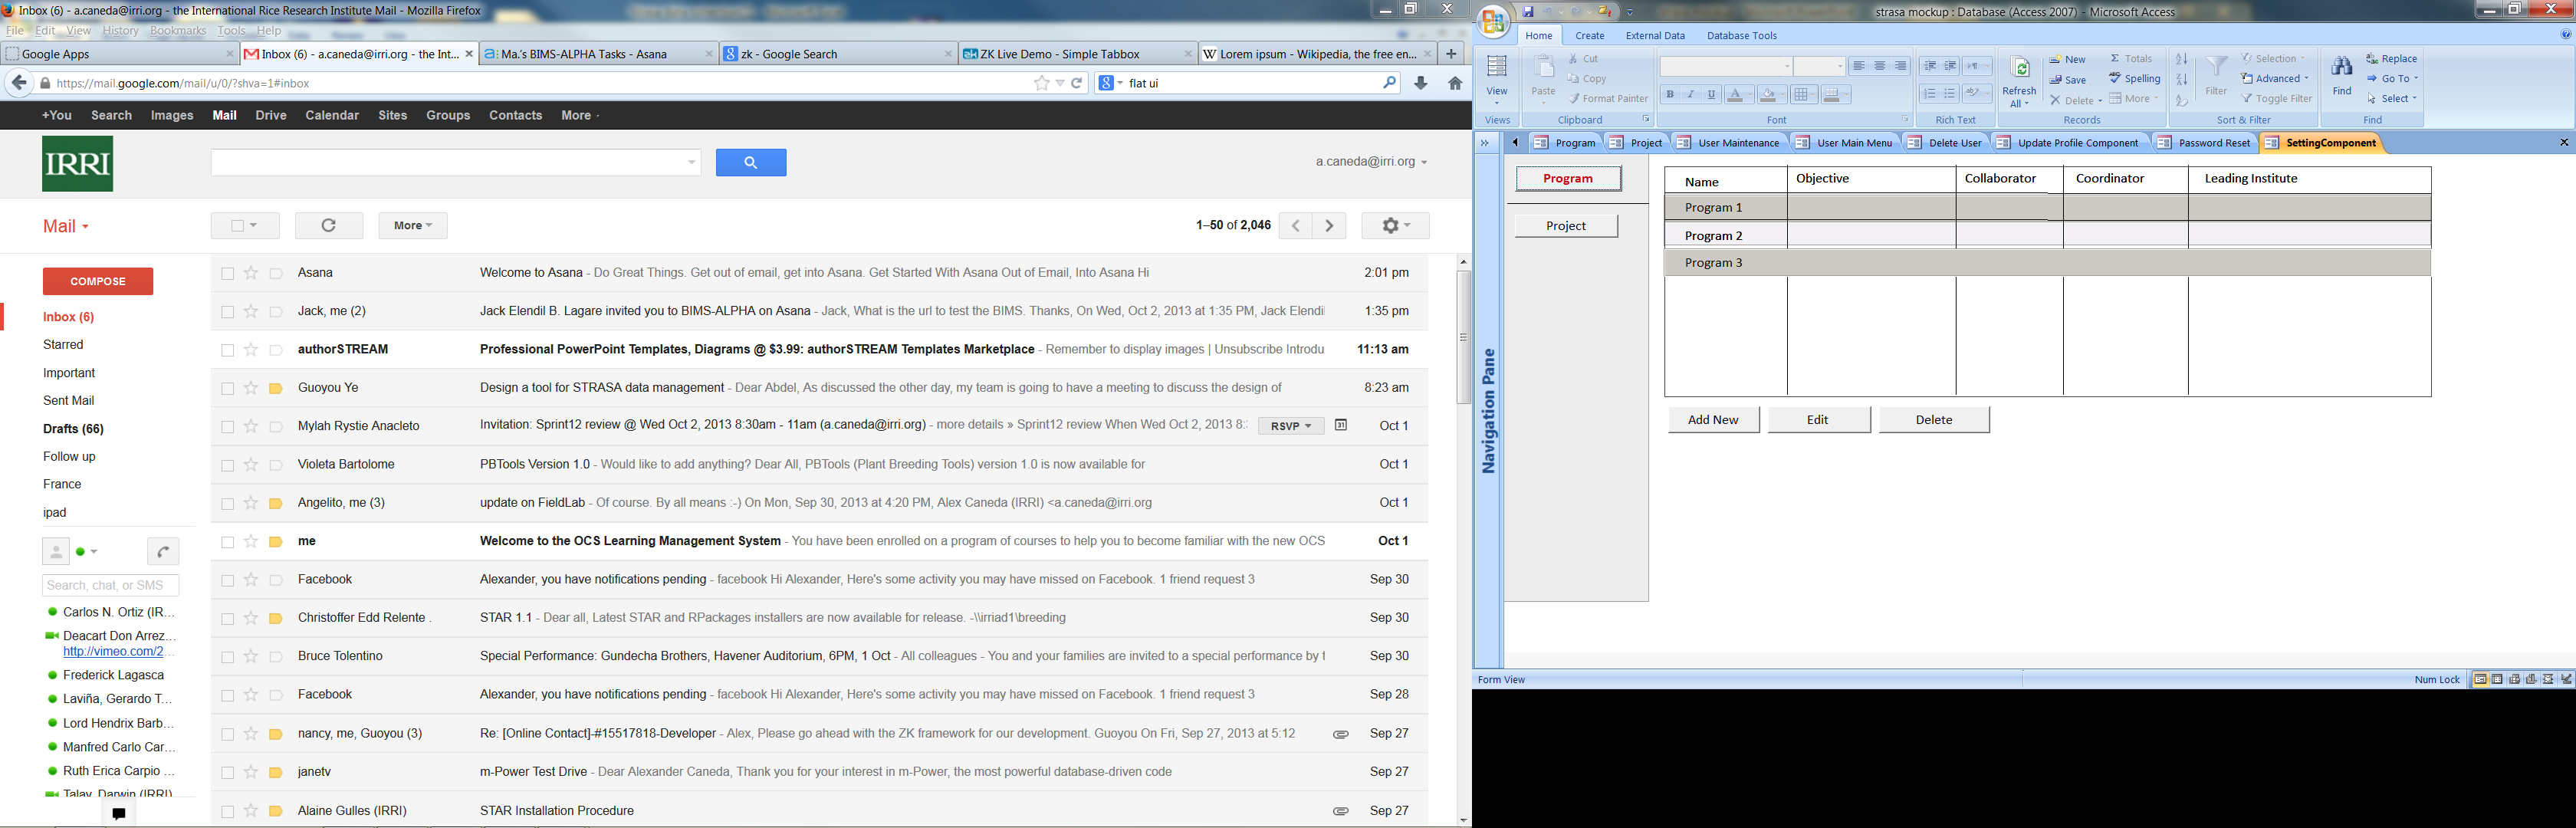 Inbox (6) - a.caneda@irri.org - the International Rice Research Institute Mail - Mozilla Firefox
File Edit View History Bookmarks Tools Help
Google Apps
Inbox (6) - a.caneda@irri.org - the Int...
Ma.'s BIMS-ALPHA Tasks - Asana
zk - Google Search
ZK Live Demo - Simple Tabbox
Lorem ipsum - Wikipedia, the free en...
https://mail.google.com/mail/u/0/?shva=1#inbox
flat ui
+You Search Images Mail Drive Calendar Sites Groups Contacts More
IRRI
a.caneda@irri.org
Mail
More
1–50 of 2,046
COMPOSE
Inbox (6)
Starred
Important
Sent Mail
Drafts (66)
Follow up
France
ipad
Search, chat, or SMS
Carlos N. Ortiz (IR...
Deacart Don Arrez...
http://vimeo.com/2...
Frederick Lagasca
Laviña, Gerardo T...
Lord Hendrix Barb...
Manfred Carlo Car...
Ruth Erica Carpio ...
Talay, Darwin (IRRI)
Asana Welcome to Asana - Do Great Things. Get out of email, get into Asana. Get Started With Asana Out of Email, Into Asana Hi 2:01 pm
Jack, me (2) Jack Elendil B. Lagare invited you to BIMS-ALPHA on Asana - Jack, What is the url to test the BIMS. Thanks, On Wed, Oct 2, 2013 at 1:35 PM, Jack Elendil 1:35 pm
authorSTREAM Professional PowerPoint Templates, Diagrams @ $3.99: authorSTREAM Templates Marketplace - Remember to display images | Unsubscribe Introdu 11:13 am
Guoyou Ye Design a tool for STRASA data management - Dear Abdel, As discussed the other day, my team is going to have a meeting to discuss the design of 8:23 am
Mylah Rystie Anacleto Invitation: Sprint12 review @ Wed Oct 2, 2013 8:30am - 11am (a.caneda@irri.org) - more details » Sprint12 review When Wed Oct 2, 2013 8: RSVP 31 Oct 1
Violeta Bartolome PBTools Version 1.0 - Would like to add anything? Dear All, PBTools (Plant Breeding Tools) version 1.0 is now available for Oct 1
Angelito, me (3) update on FieldLab - Of course. By all means :-) On Mon, Sep 30, 2013 at 4:20 PM, Alex Caneda (IRRI) <a.caneda@irri.org Oct 1
me Welcome to the OCS Learning Management System - You have been enrolled on a program of courses to help you to become familiar with the new OCS Oct 1
Facebook Alexander, you have notifications pending - facebook Hi Alexander, Here's some activity you may have missed on Facebook. 1 friend request 3 Sep 30
Christoffer Edd Relente . STAR 1.1 - Dear all, Latest STAR and RPackages installers are now available for release. -\\irriad1\breeding Sep 30
Bruce Tolentino Special Performance: Gundecha Brothers, Havener Auditorium, 6PM, 1 Oct - All colleagues - You and your families are invited to a special performance by t Sep 30
Facebook Alexander, you have notifications pending - facebook Hi Alexander, Here's some activity you may have missed on Facebook. 1 friend request 3 Sep 28
nancy, me, Guoyou (3) Re: [Online Contact]-#15517818-Developer - Alex, Please go ahead with the ZK framework for our development. Guoyou On Fri, Sep 27, 2013 at 5:12 Sep 27
janetv m-Power Test Drive - Dear Alexander Caneda, Thank you for your interest in m-Power, the most powerful database-driven code Sep 27
Alaine Gulles (IRRI) STAR Installation Procedure Sep 27
strasa mockup : Database (Access 2007) - Microsoft Access
Home Create External Data Database Tools
View
Views
Paste
Cut
Copy
Format Painter
Clipboard
B I U A
Font
Rich Text
Refresh All
New
Save
Delete
Totals
Spelling
More
Records
Filter
Selection
Advanced
Toggle Filter
Sort & Filter
Find
Replace
Go To
Select
Find
Program Project User Maintenance User Main Menu Delete User Update Profile Component Password Reset SettingComponent
Navigation Pane
Program
Project
Name Objective Collaborator Coordinator Leading Institute
Program 1
Program 2
Program 3
Add New Edit Delete
Form View
Num Lock